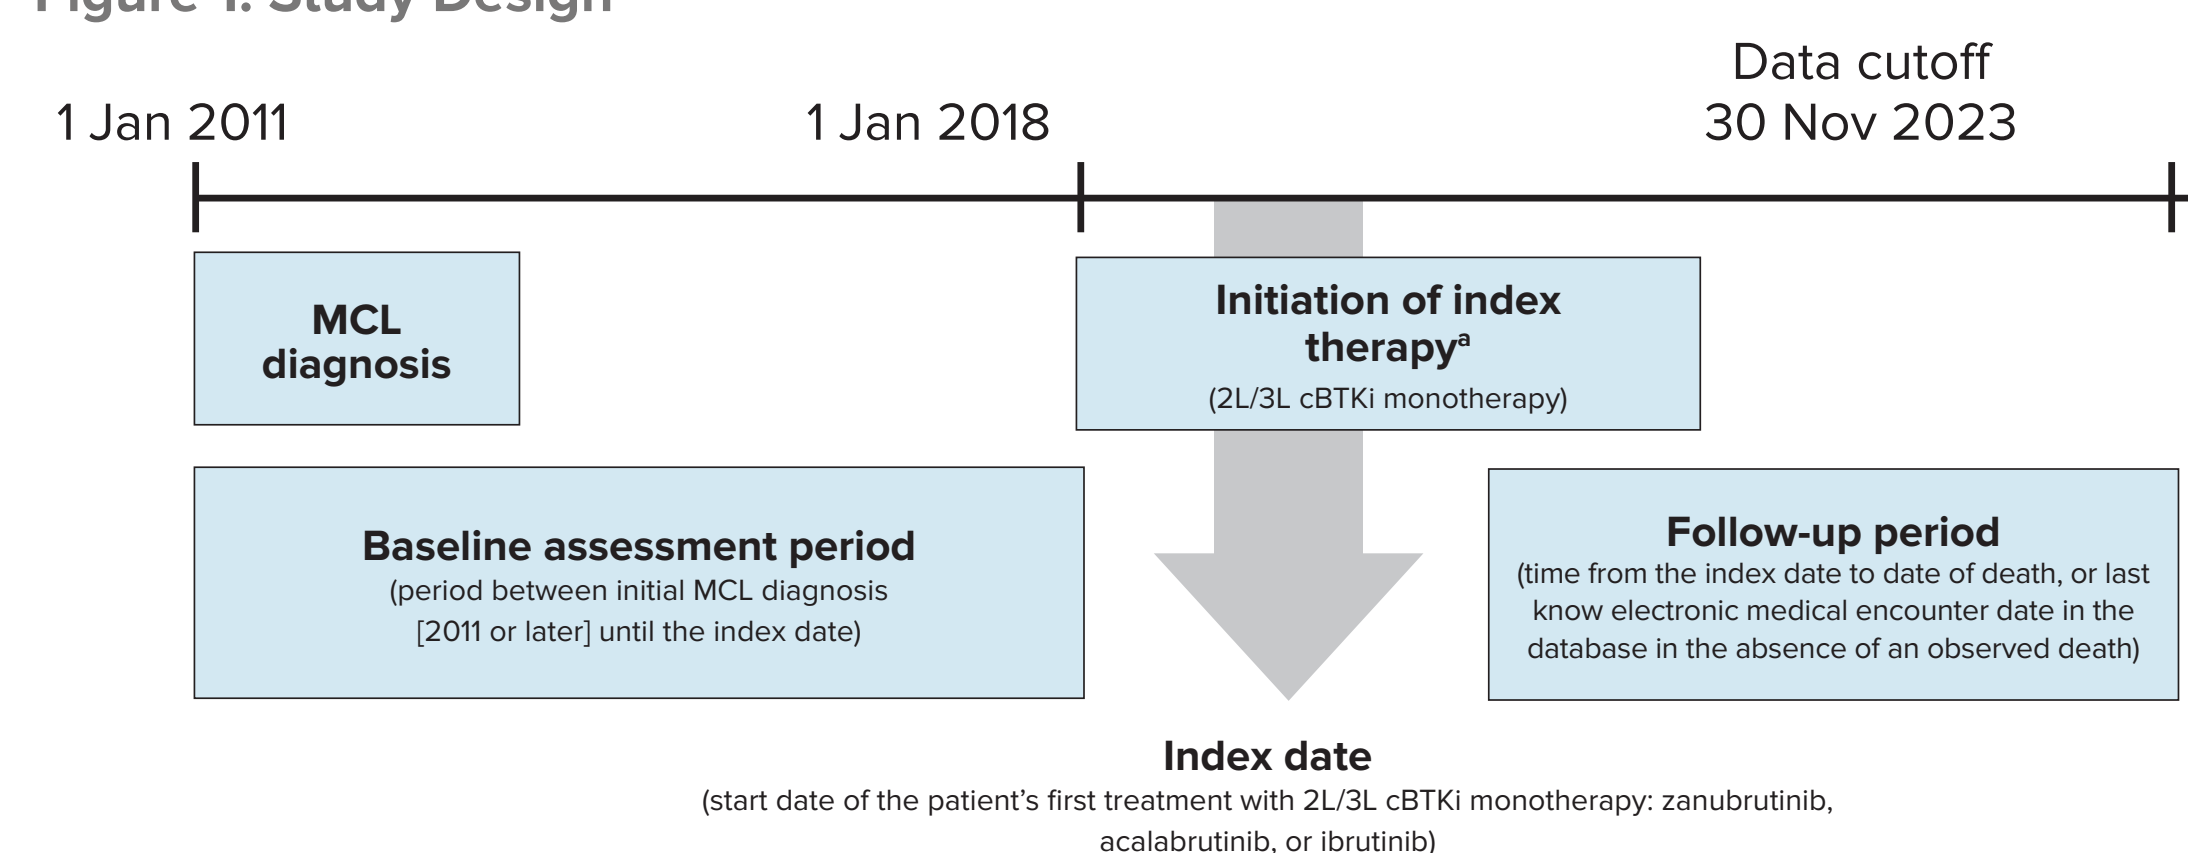 Figure 1. Study Design
Data cutoff
1 Jan 2011
1 Jan 2018
30 Nov 2023
MCL
diagnosis
Initiation of index
therapyᵃ
(2L/3L cBTKi monotherapy)
Baseline assessment period
(period between initial MCL diagnosis
[2011 or later] until the index date)
Follow-up period
(time from the index date to date of death, or last
know electronic medical encounter date in the
database in the absence of an observed death)
Index date
(start date of the patient’s first treatment with 2L/3L cBTKi monotherapy: zanubrutinib,
acalabrutinib, or ibrutinib)